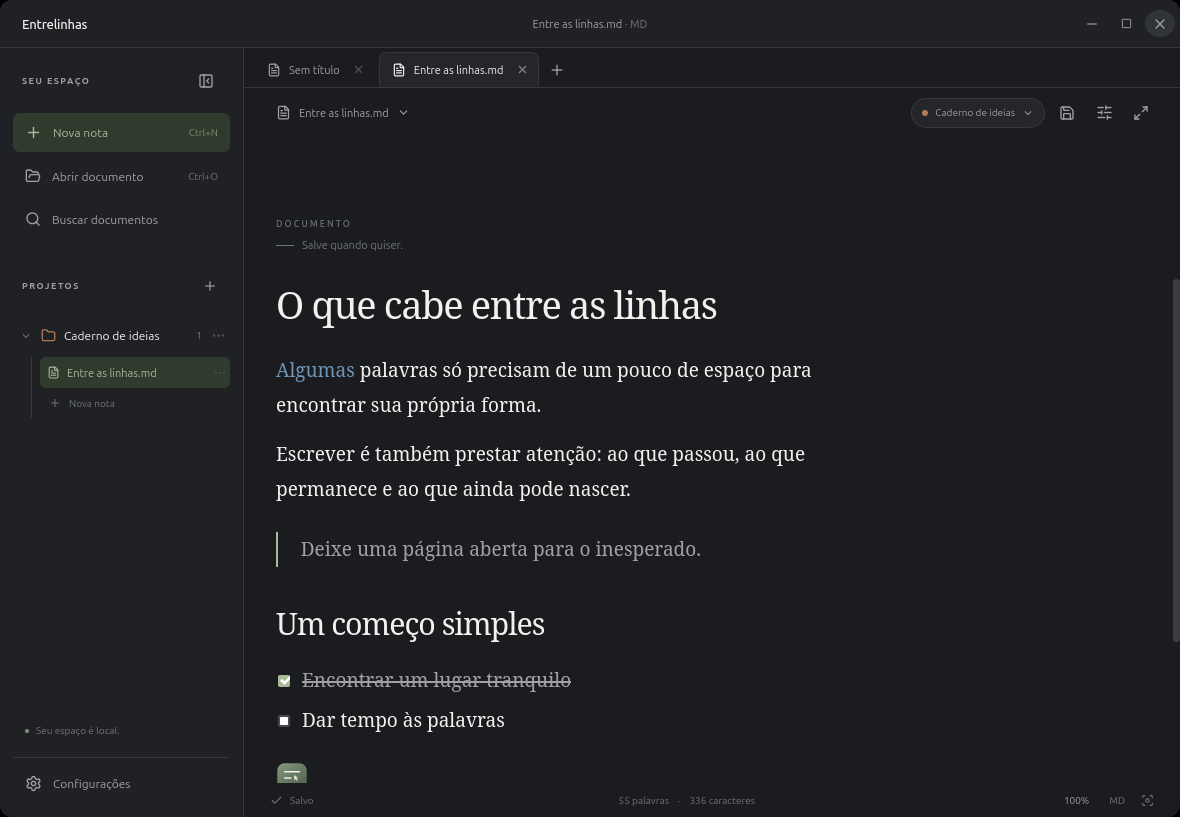 Entrelinhas
Entre as linhas.md · MD
SEU ESPAÇO
Nova nota Ctrl+N
Abrir documento Ctrl+O
Buscar documentos
PROJETOS
Caderno de ideias 1
Entre as linhas.md
Nova nota
Seu espaço é local.
Configurações
Sem título
Entre as linhas.md
Entre as linhas.md
Caderno de ideias
DOCUMENTO
Salve quando quiser.
O que cabe entre as linhas
Algumas palavras só precisam de um pouco de espaço para
encontrar sua própria forma.
Escrever é também prestar atenção: ao que passou, ao que
permanece e ao que ainda pode nascer.
Deixe uma página aberta para o inesperado.
Um começo simples
Encontrar um lugar tranquilo
Dar tempo às palavras
Salvo
55 palavras · 336 caracteres
100% MD